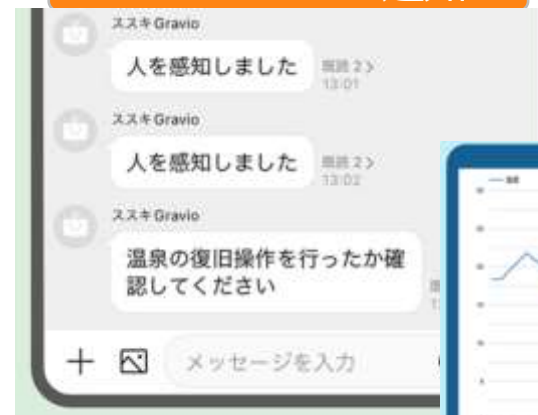 ススキGravio
人を感知しました
既読 2 >
13:01
ススキGravio
人を感知しました
既読 2 >
13:02
ススキGravio
温泉の復旧操作を行ったか確
認してください
メッセージを入力